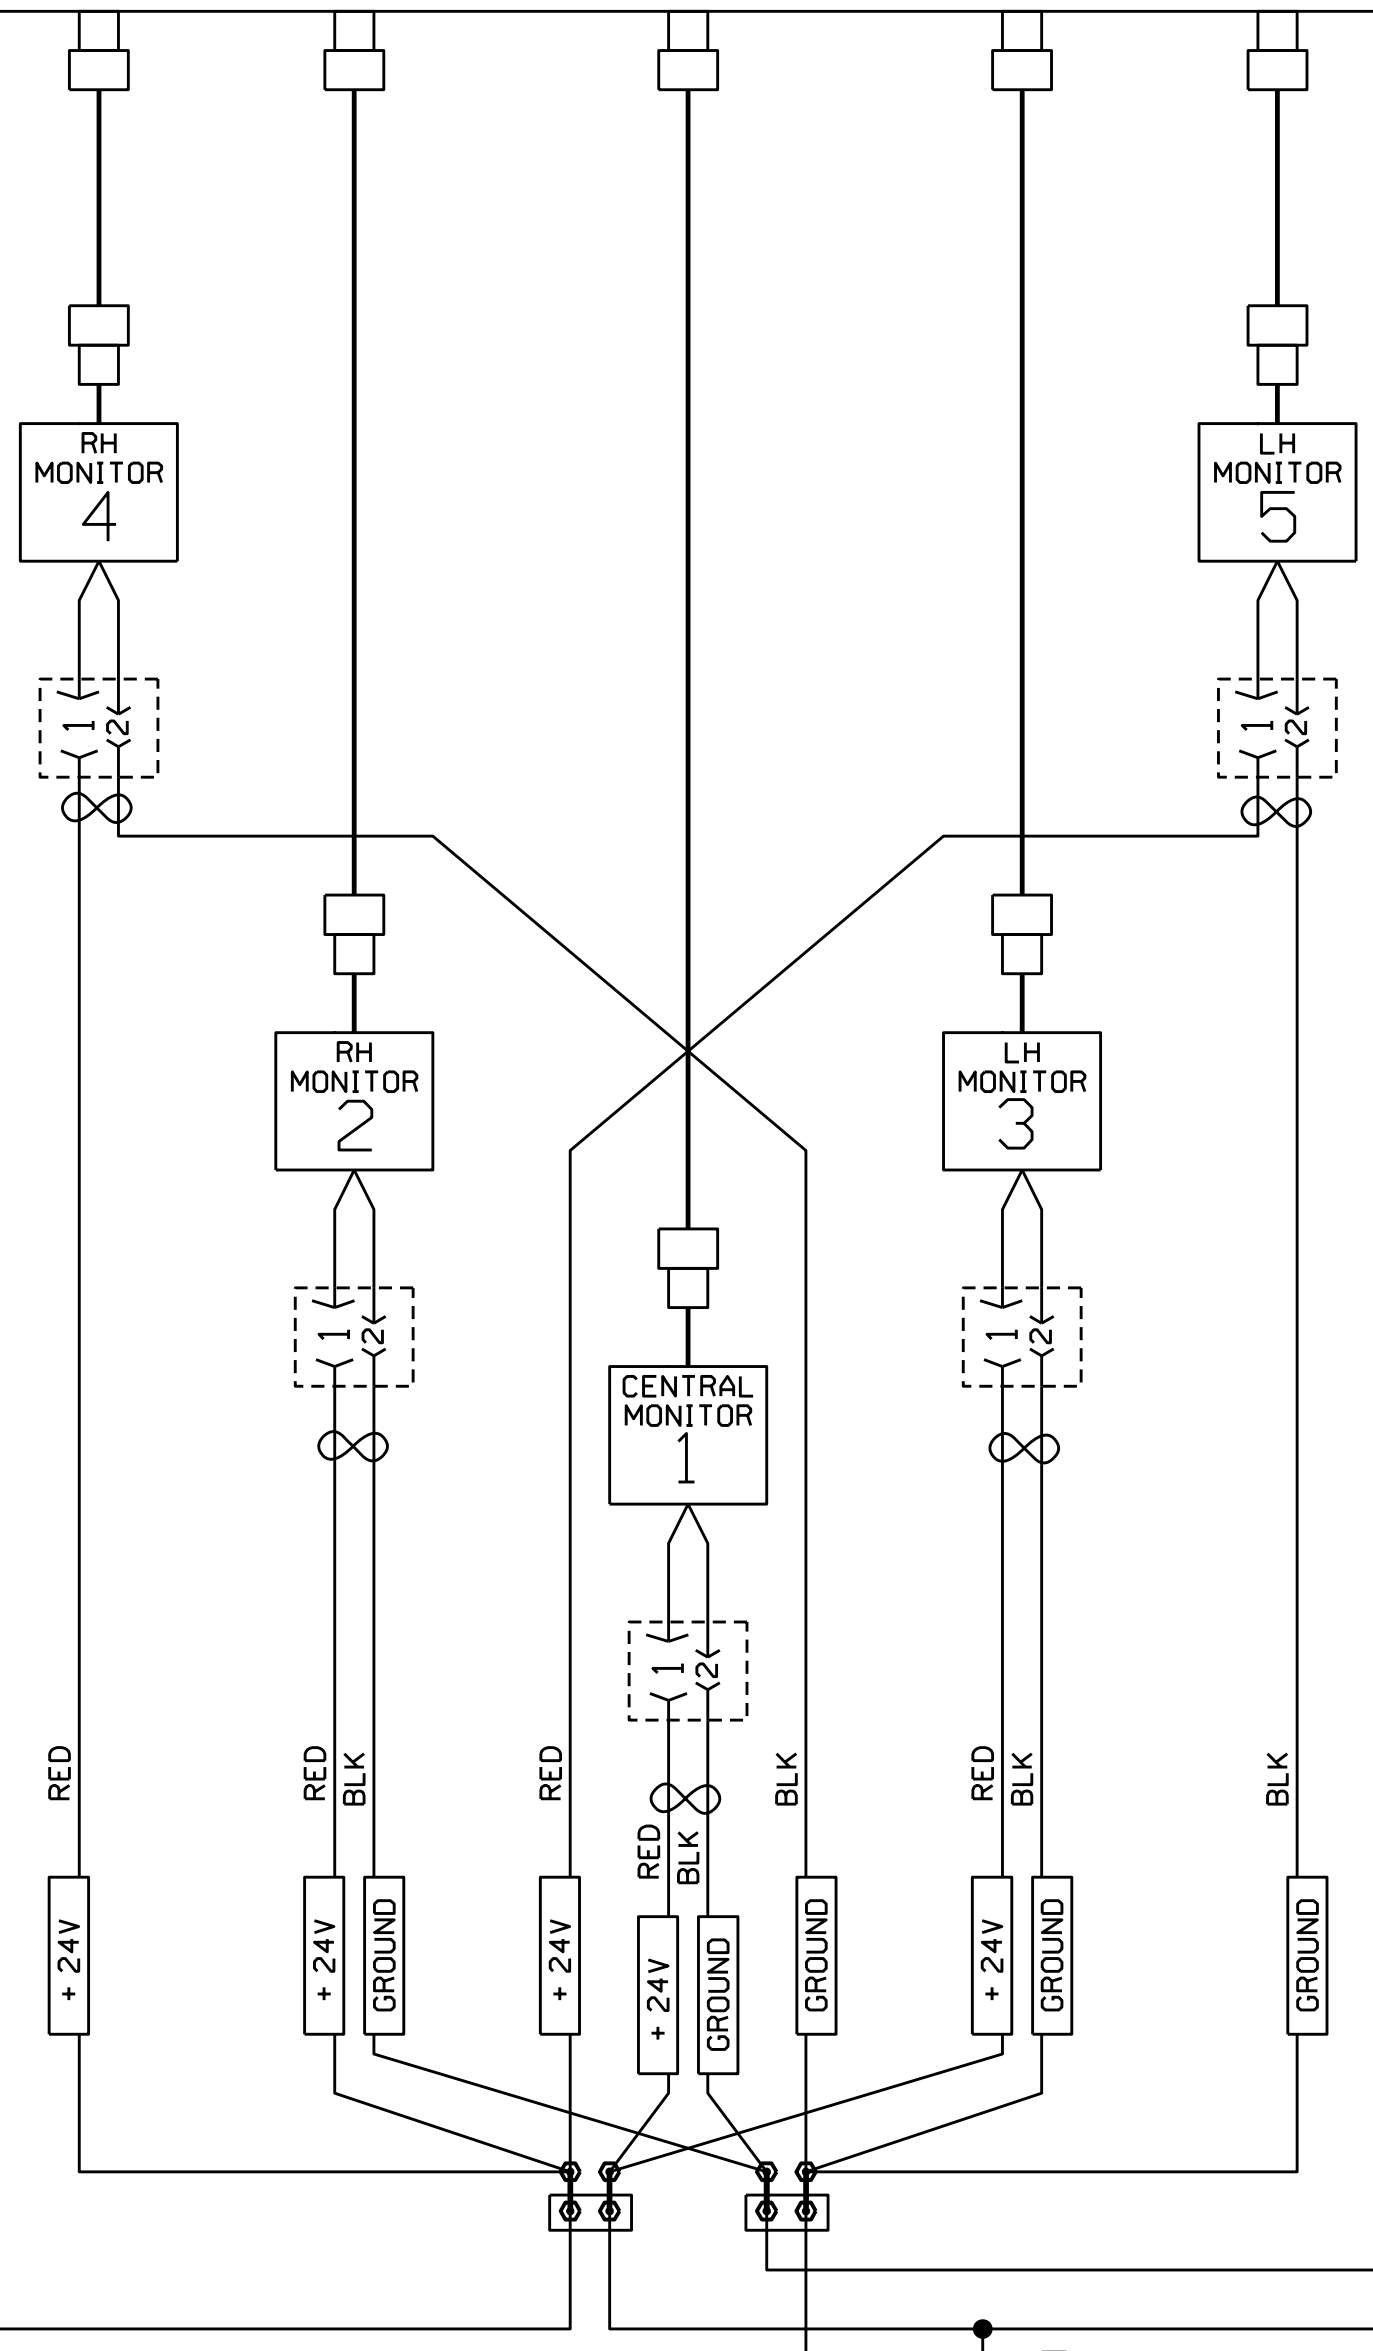 RH
MONITOR
4
LH
MONITOR
5
1
2
1
2
RH
MONITOR
2
LH
MONITOR
3
1
2
1
2
CENTRAL
MONITOR
1
1
2
RED
RED
BLK
RED
RED
BLK
BLK
RED
BLK
BLK
+ 24V
+ 24V
GROUND
+ 24V
+ 24V
GROUND
GROUND
+ 24V
GROUND
GROUND